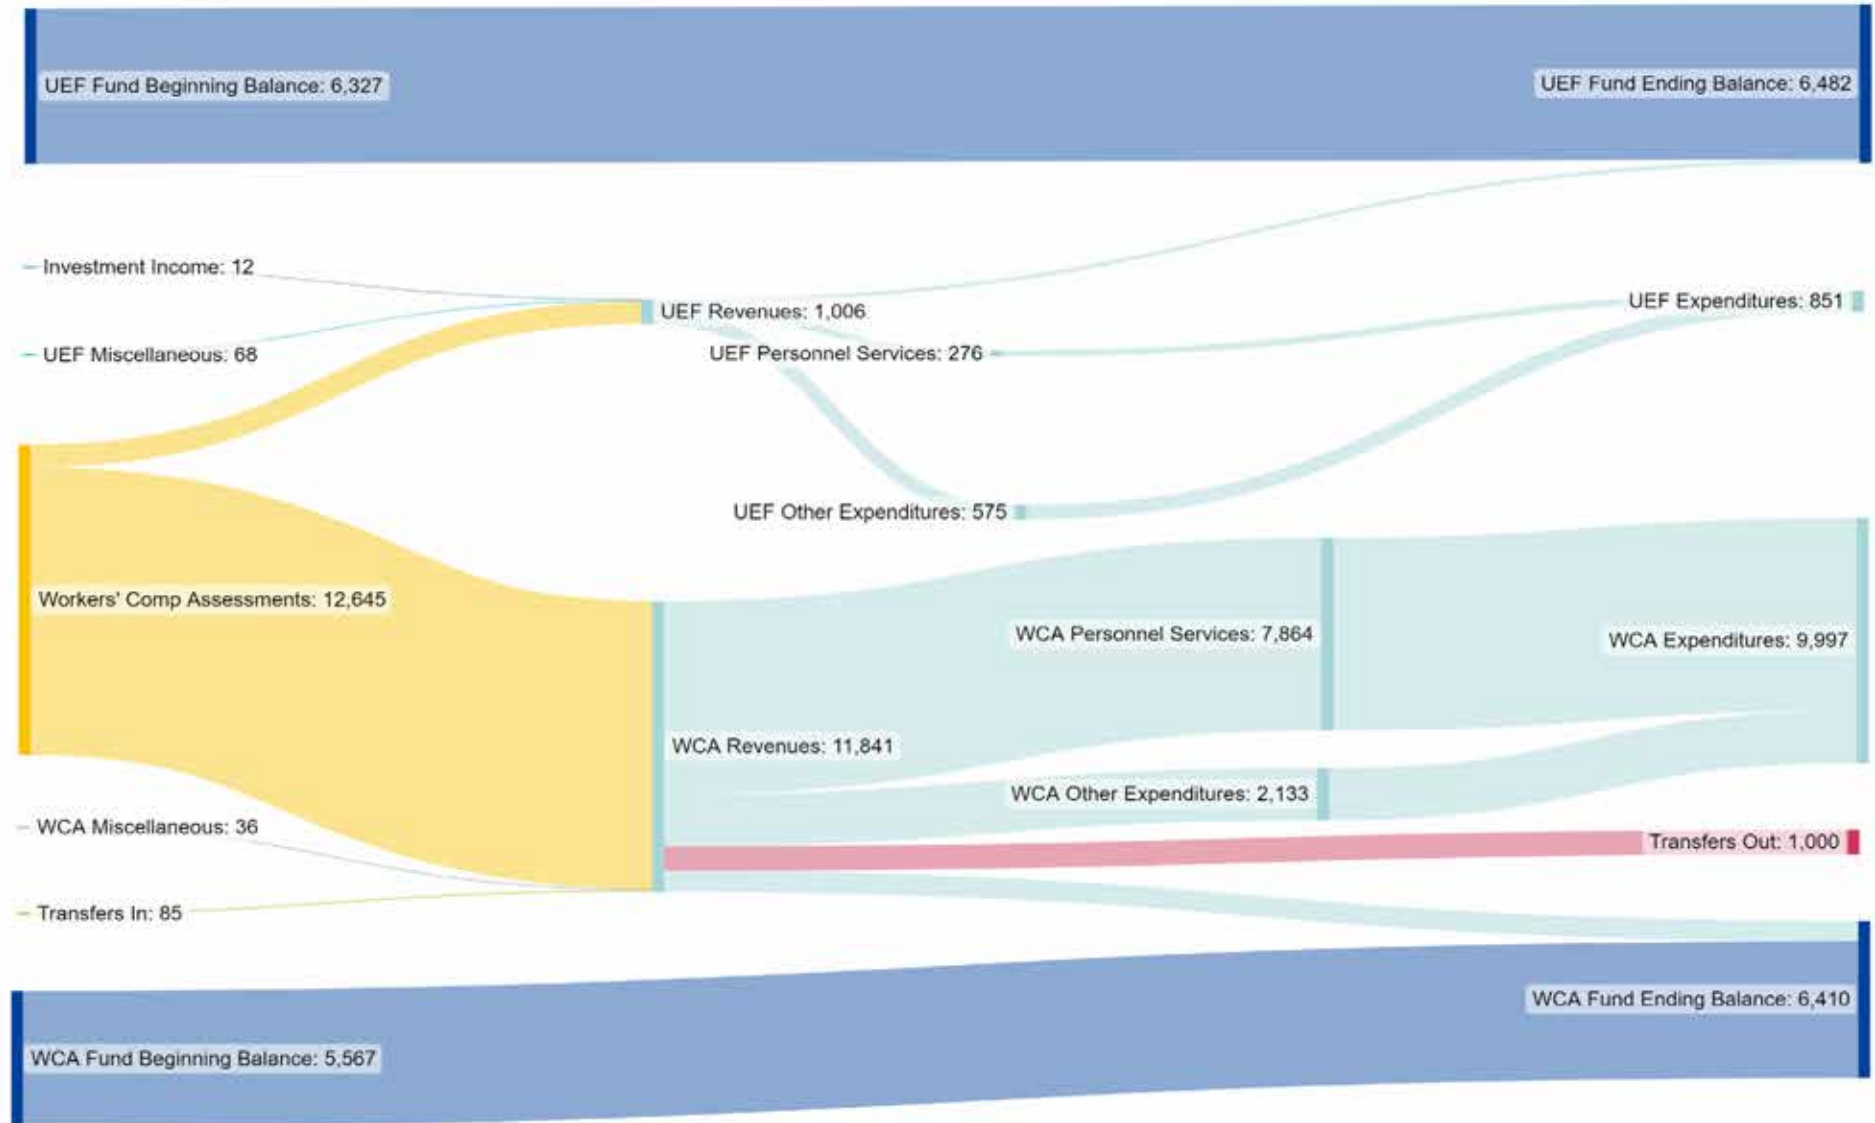 UEF Fund Beginning Balance: 6,327
UEF Fund Ending Balance: 6,482
Investment Income: 12
UEF Revenues: 1,006
UEF Expenditures: 851
UEF Miscellaneous: 68
UEF Personnel Services: 276
UEF Other Expenditures: 575
Workers' Comp Assessments: 12,645
WCA Personnel Services: 7,864
WCA Expenditures: 9,997
WCA Revenues: 11,841
WCA Other Expenditures: 2,133
WCA Miscellaneous: 36
Transfers Out: 1,000
Transfers In: 85
WCA Fund Ending Balance: 6,410
WCA Fund Beginning Balance: 5,567